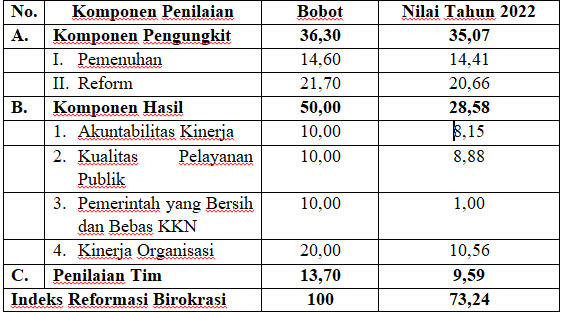 No. Komponen Penilaian Bobot Nilai Tahun 2022
A. Komponen Pengungkit 36,30 35,07
I. Pemenuhan 14,60 14,41
II. Reform 21,70 20,66
B. Komponen Hasil 50,00 28,58
1. Akuntabilitas Kinerja 10,00 8,15
2. Kualitas Pelayanan 10,00 8,88
Publik
3. Pemerintah yang Bersih 10,00 1,00
dan Bebas KKN
4. Kinerja Organisasi 20,00 10,56
C. Penilaian Tim 13,70 9,59
Indeks Reformasi Birokrasi 100 73,24